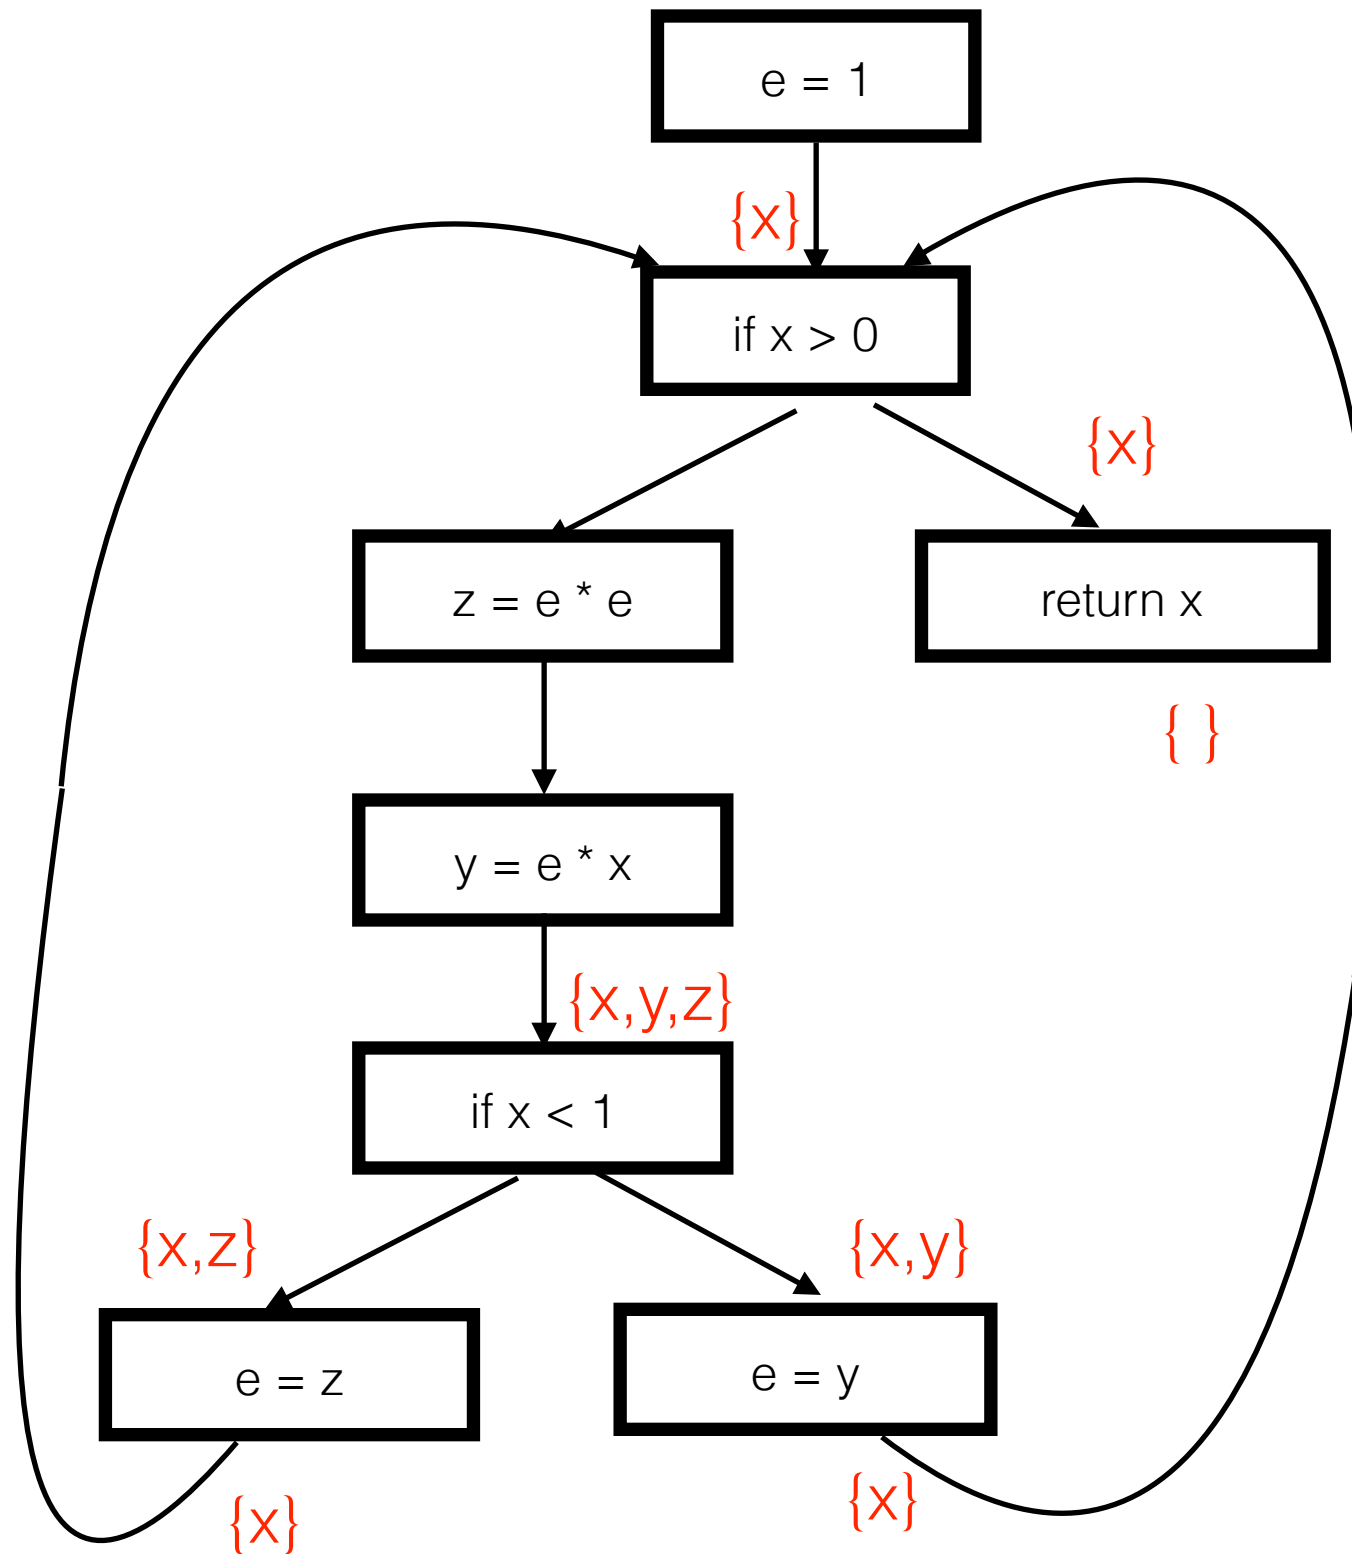 e = 1
{x}
if x > 0
{x}
z = e * e
return x
{ }
y = e * x
{x,y,z}
if x < 1
{x,z}
{x,y}
e = z
e = y
{x}
{x}